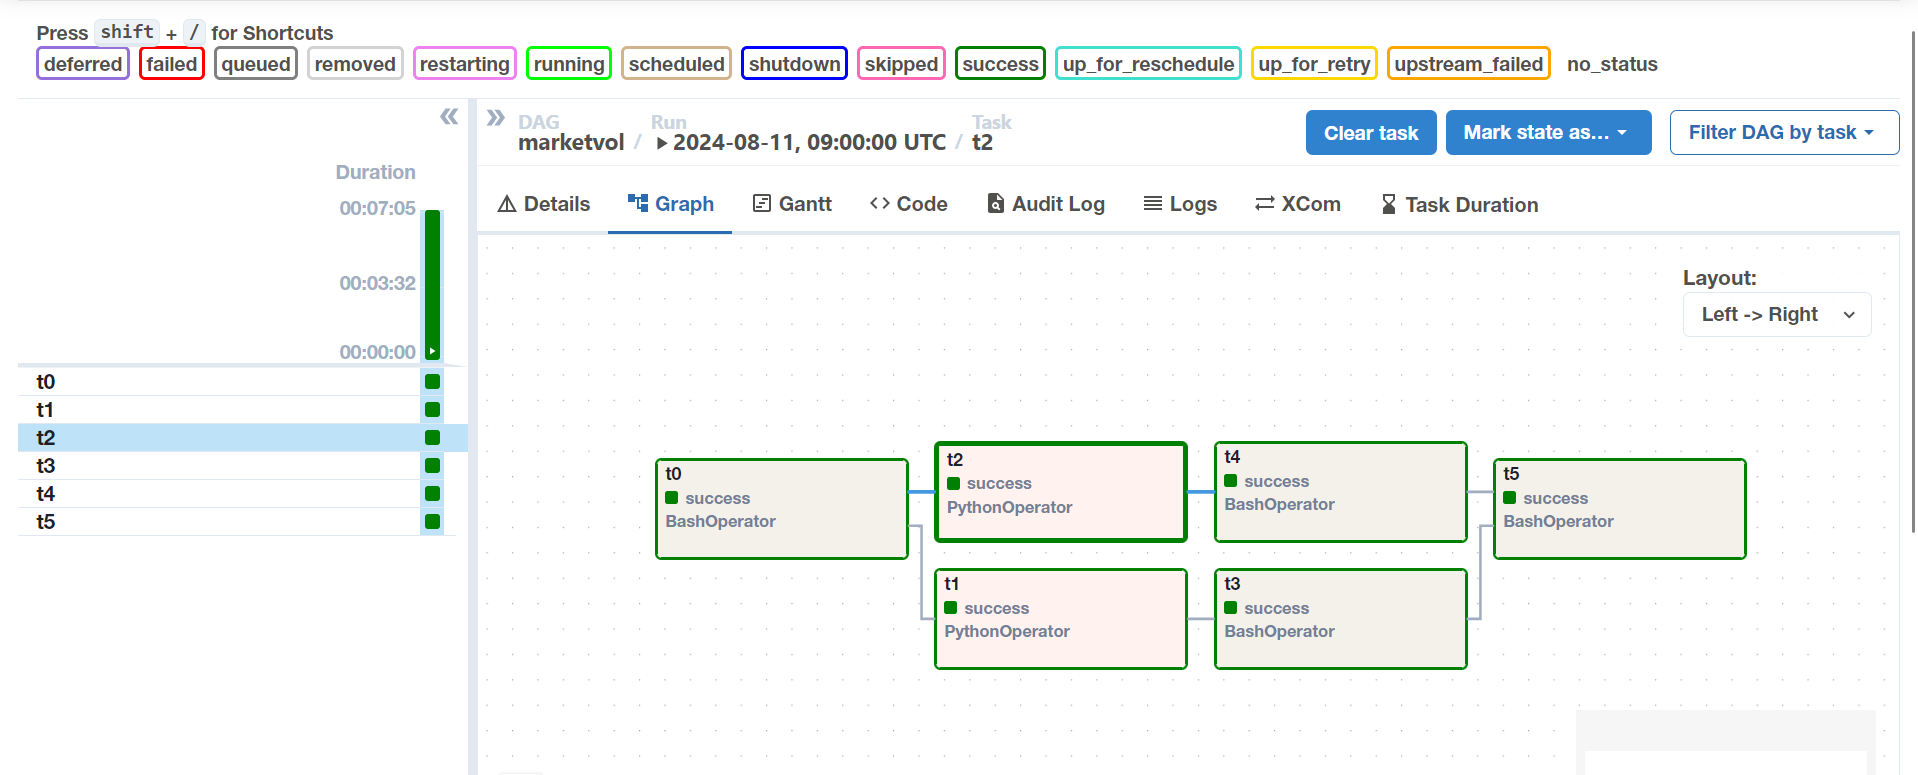 Press shift + / for Shortcuts
deferred failed queued removed restarting running scheduled shutdown skipped success up_for_reschedule up_for_retry upstream_failed no_status
DAG Run Task
marketvol / 2024-08-11, 09:00:00 UTC / t2
Clear task Mark state as... Filter DAG by task
Duration
00:07:05
00:03:32
00:00:00
t0
t1
t2
t3
t4
t5
Details Graph Gantt Code Audit Log Logs XCom Task Duration
Layout:
Left -> Right
t0
success
BashOperator
t2
success
PythonOperator
t4
success
BashOperator
t5
success
BashOperator
t1
success
PythonOperator
t3
success
BashOperator